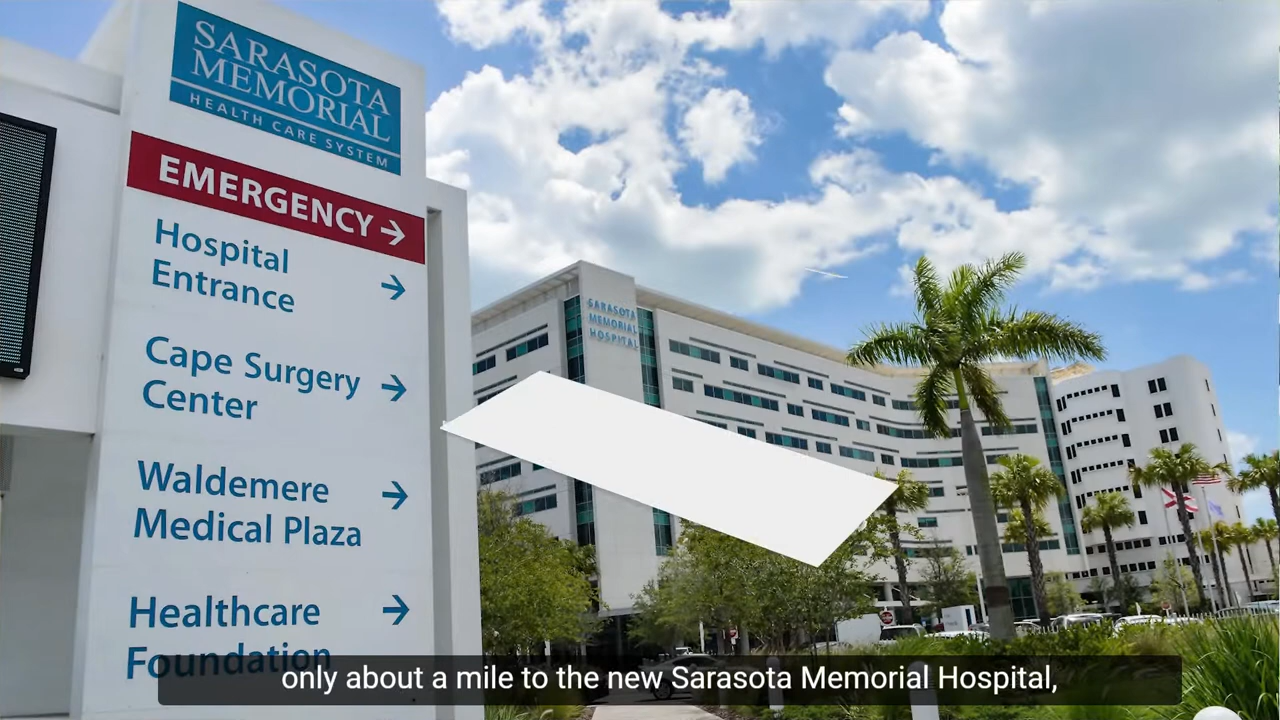 SARASOTA
MEMORIAL
HEALTH CARE SYSTEM
EMERGENCY →
Hospital
Entrance →
Cape Surgery
Center →
Waldemere
Medical Plaza →
Healthcare
Foundation →
SARASOTA
MEMORIAL
HOSPITAL
only about a mile to the new Sarasota Memorial Hospital,